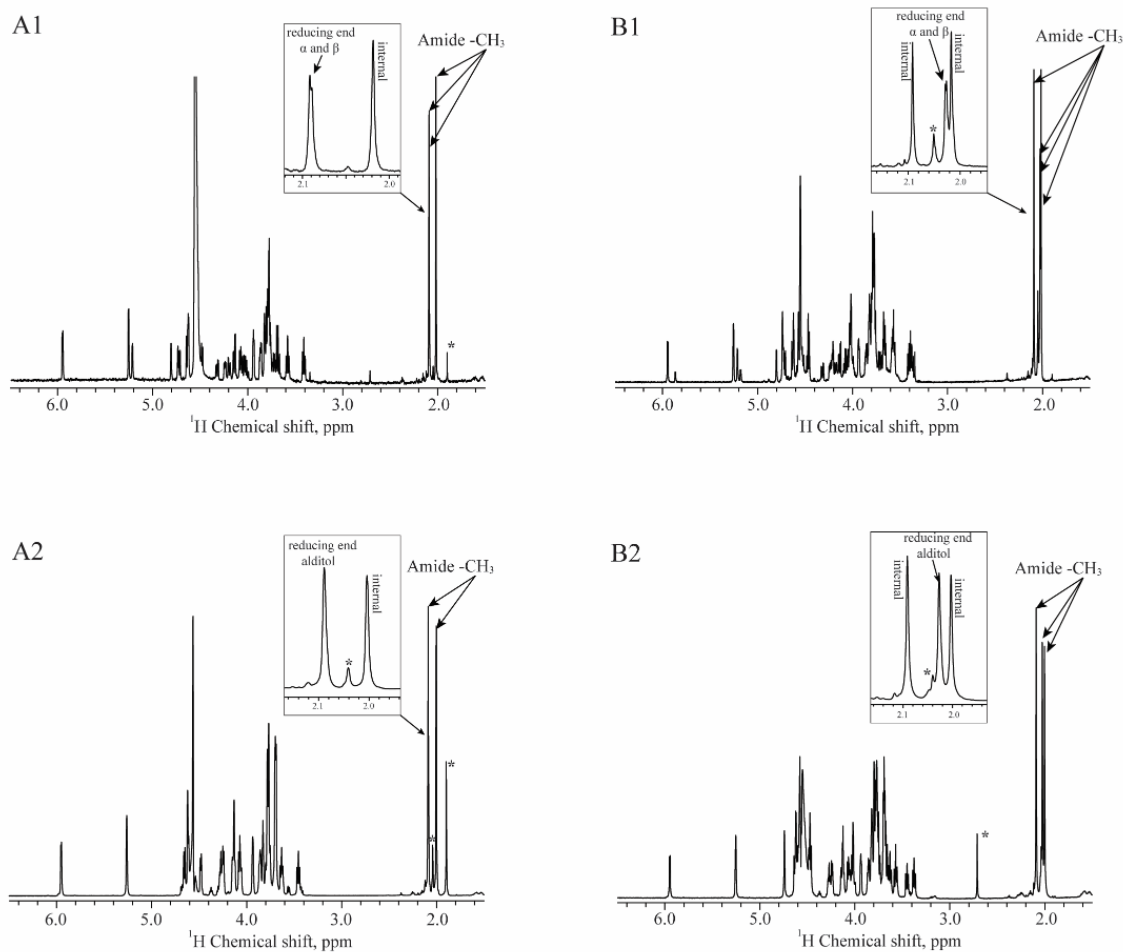 A1
reducing end
α and β
internal
2.1
2.0
Amide -CH3
*
6.0
5.0
4.0
3.0
2.0
1H Chemical shift, ppm
B1
internal
reducing end
α and β
internal
*
2.1
2.0
Amide -CH3
6.0
5.0
4.0
3.0
2.0
1H Chemical shift, ppm
A2
reducing end
alditol
internal
*
2.1
2.0
Amide -CH3
*
*
6.0
5.0
4.0
3.0
2.0
1H Chemical shift, ppm
B2
reducing end
alditol
internal
internal
*
2.1
2.0
Amide -CH3
*
6.0
5.0
4.0
3.0
2.0
1H Chemical shift, ppm